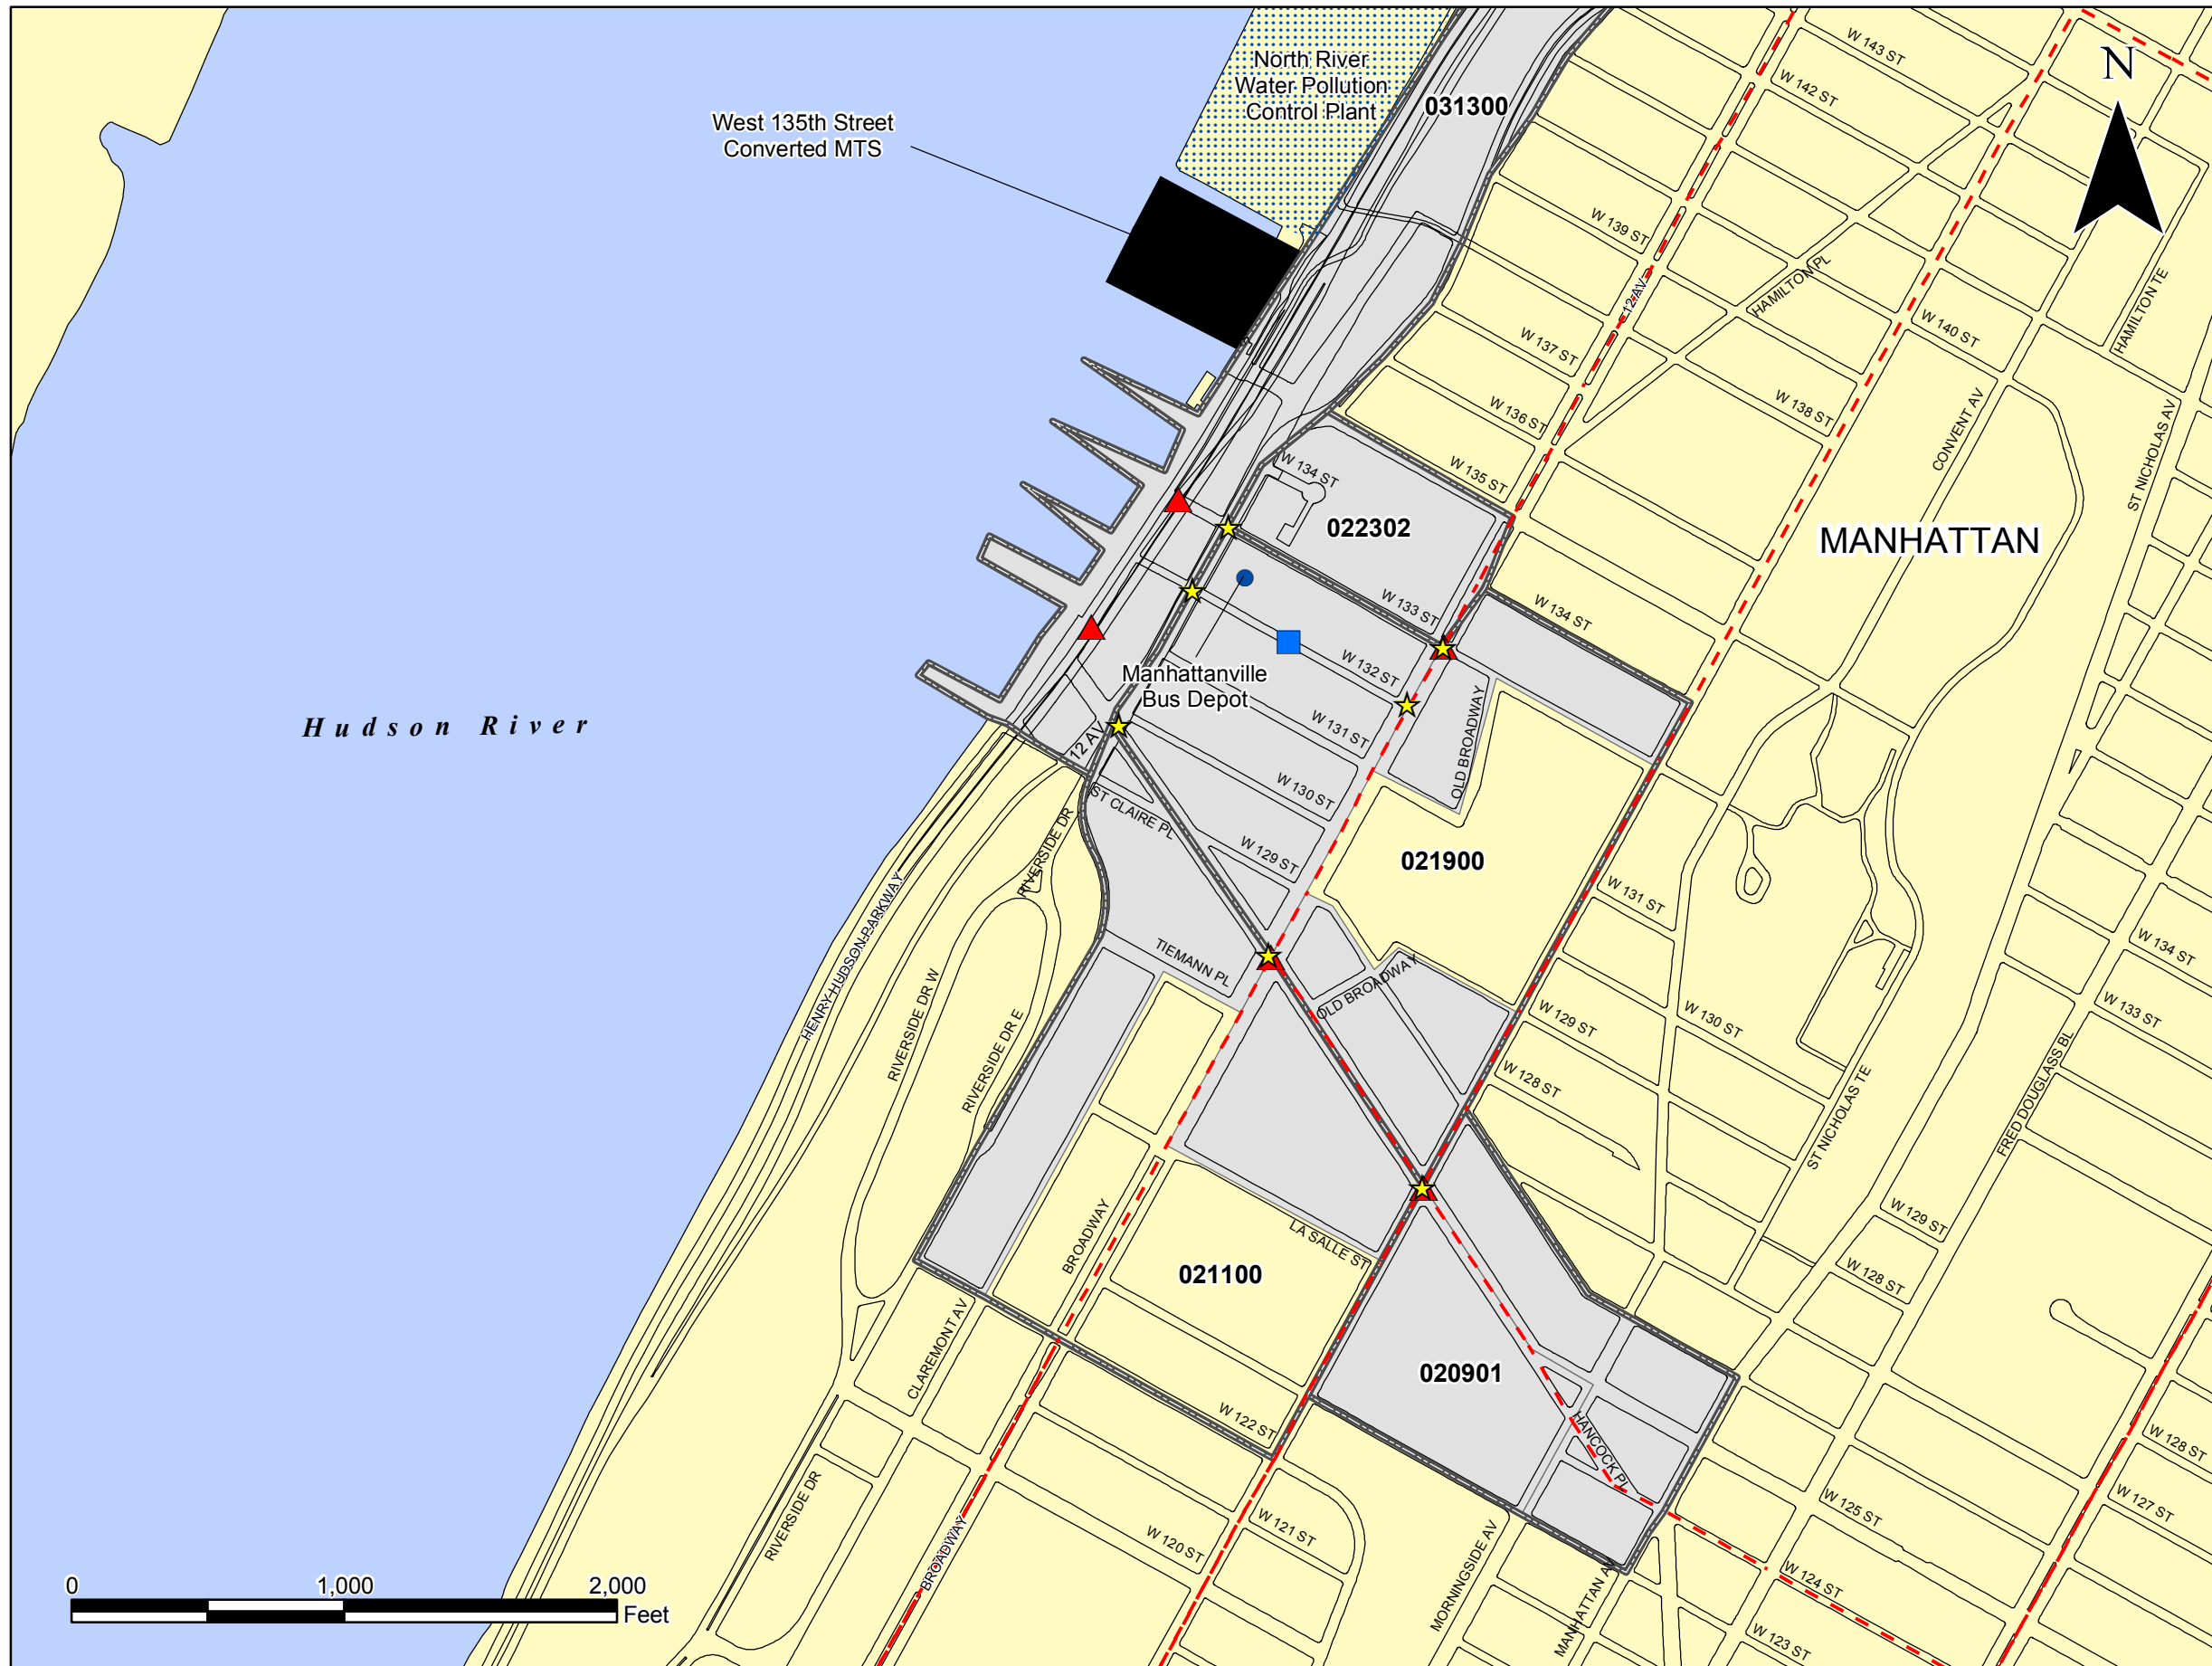 North River
Water Pollution
Control Plant
031300
West 135th Street
Converted MTS
N
W 143 ST
W 142 ST
W 139 ST
12 AV
HAMILTON PL
HAMILTON TE
W 140 ST
W 137 ST
W 138 ST
W 136 ST
CONVENT AV
ST NICHOLAS AV
W 135 ST
W 134 ST
022302
MANHATTAN
W 133 ST
W 134 ST
W 132 ST
Manhattanville
Bus Depot
Hudson River
12 AV
W 131 ST
OLD BROADWAY
W 130 ST
ST CLAIRE PL
RIVERSIDE DR
W 129 ST
021900
W 131 ST
HENRY HUDSON PARKWAY
TIEMANN PL
OLD BROADWAY
W 134 ST
RIVERSIDE DR W
RIVERSIDE DR E
W 129 ST
W 130 ST
W 133 ST
W 128 ST
ST NICHOLAS TE
FRED DOUGLASS BL
BROADWAY
LA SALLE ST
W 129 ST
021100
W 128 ST
CLAREMONT AV
020901
W 122 ST
HANCOCK PL
W 128 ST
RIVERSIDE DR
W 125 ST
W 127 ST
BROADWAY
W 120 ST
W 121 ST
MORNINGSIDE AV
MANHATTAN AV
W 124 ST
W 123 ST
0 1,000 2,000
Feet